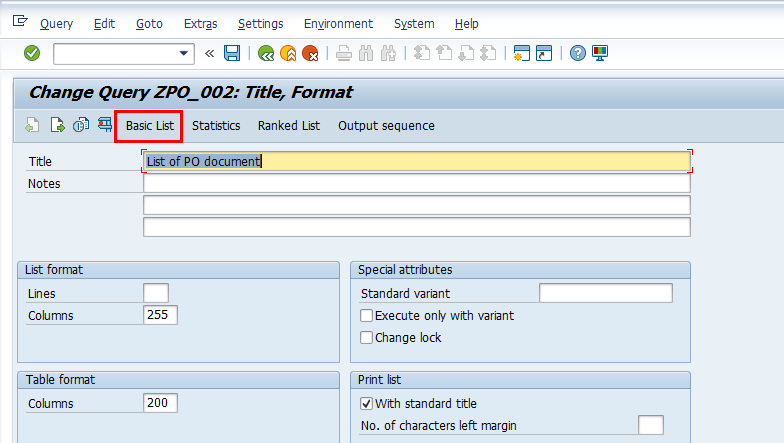 Query Edit Goto Extras Settings Environment System Help
«
Change Query ZPO_002: Title, Format
Basic List Statistics Ranked List Output sequence
Title List of PO document
Notes
List format Special attributes
Lines Standard variant
Columns 255 Execute only with variant
Change lock
Table format Print list
Columns 200 With standard title
No. of characters left margin